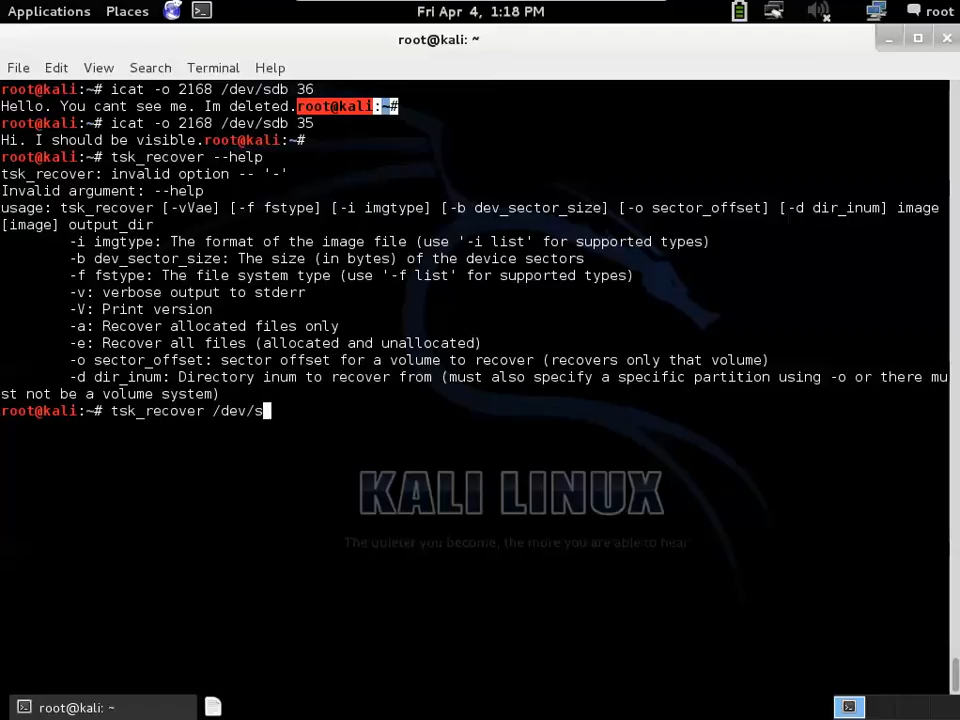 Applications Places Fri Apr 4, 1:18 PM root
root@kali: ~
File Edit View Search Terminal Help
root@kali:~# icat -o 2168 /dev/sdb 36
Hello. You cant see me. Im deleted.root@kali:~#
root@kali:~# icat -o 2168 /dev/sdb 35
Hi. I should be visible.root@kali:~#
root@kali:~# tsk_recover --help
tsk_recover: invalid option -- '-'
Invalid argument: --help
usage: tsk_recover [-vVae] [-f fstype] [-i imgtype] [-b dev_sector_size] [-o sector_offset] [-d dir_inum] image
[image] output_dir
-i imgtype: The format of the image file (use '-i list' for supported types)
-b dev_sector_size: The size (in bytes) of the device sectors
-f fstype: The file system type (use '-f list' for supported types)
-v: verbose output to stderr
-V: Print version
-a: Recover allocated files only
-e: Recover all files (allocated and unallocated)
-o sector_offset: sector offset for a volume to recover (recovers only that volume)
-d dir_inum: Directory inum to recover from (must also specify a specific partition using -o or there mu
st not be a volume system)
root@kali:~# tsk_recover /dev/s
KALI LINUX
The quieter you become, the more you are able to hear
root@kali: ~